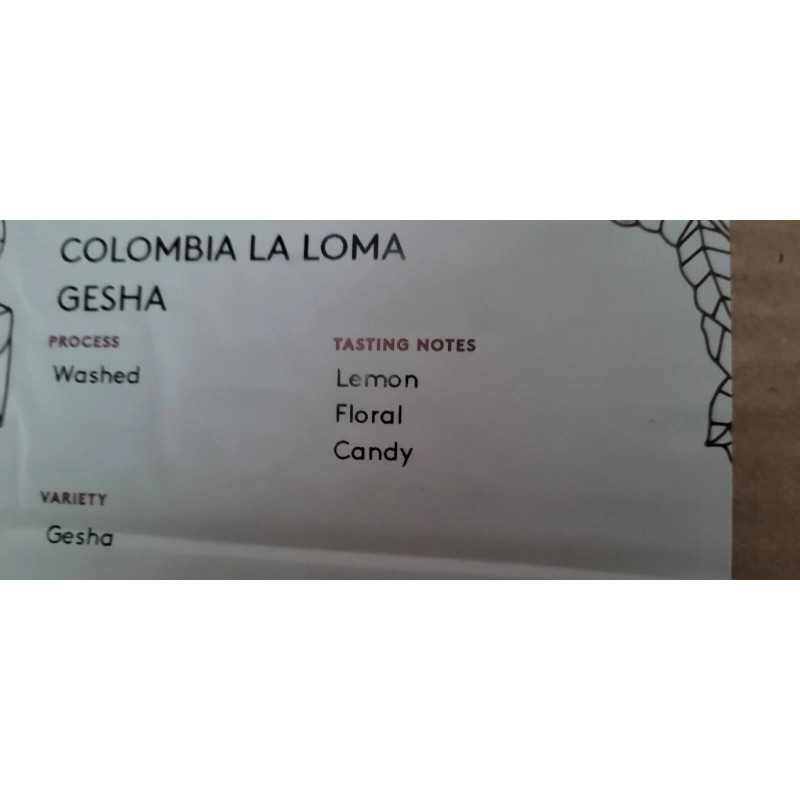 COLOMBIA LA LOMA
GESHA
PROCESS
Washed
TASTING NOTES
Lemon
Floral
Candy
VARIETY
Gesha